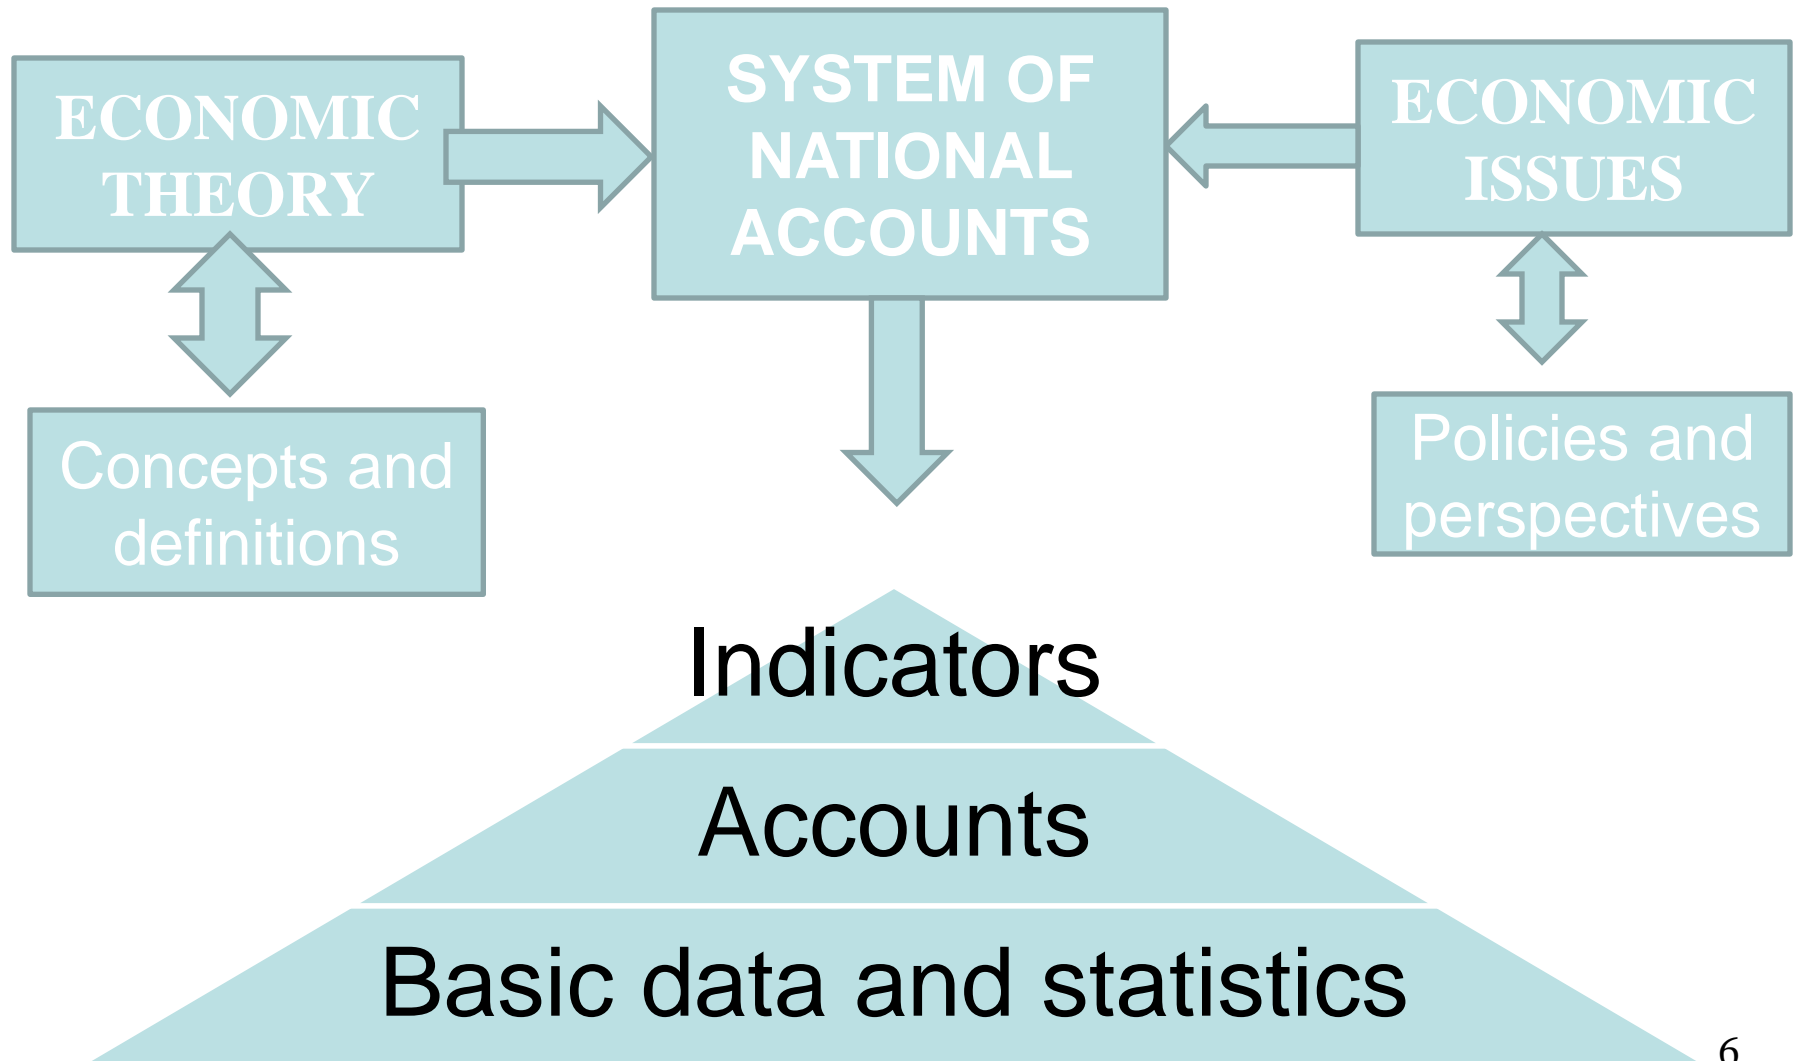 ECONOMIC
THEORY
SYSTEM OF
NATIONAL
ACCOUNTS
ECONOMIC
ISSUES
Concepts and
definitions
Policies and
perspectives
Indicators
Accounts
Basic data and statistics
6